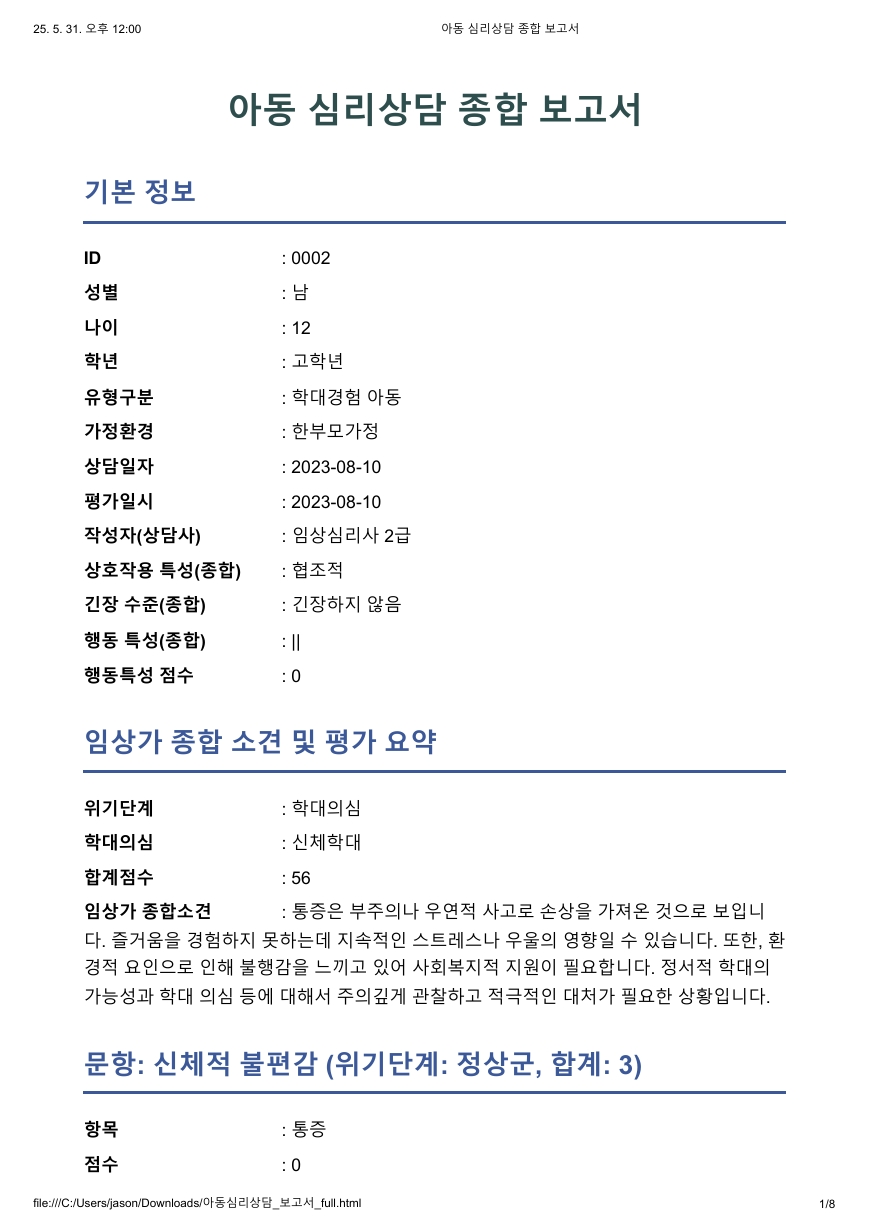 25. 5. 31. 오후 12:00 아동 심리상담 종합 보고서
아동 심리상담 종합 보고서
기본 정보
ID : 0002
성별 : 남
나이 : 12
학년 : 고학년
유형구분 : 학대경험 아동
가정환경 : 한부모가정
상담일자 : 2023-08-10
평가일시 : 2023-08-10
작성자(상담사) : 임상심리사 2급
상호작용 특성(종합) : 협조적
긴장 수준(종합) : 긴장하지 않음
행동 특성(종합) : ||
행동특성 점수 : 0
임상가 종합 소견 및 평가 요약
위기단계 : 학대의심
학대의심 : 신체학대
합계점수 : 56
임상가 종합소견 : 통증은 부주의나 우연적 사고로 손상을 가져온 것으로 보입니
다. 즐거움을 경험하지 못하는데 지속적인 스트레스나 우울의 영향일 수 있습니다. 또한, 환
경적 요인으로 인해 불행감을 느끼고 있어 사회복지적 지원이 필요합니다. 정서적 학대의
가능성과 학대 의심 등에 대해서 주의깊게 관찰하고 적극적인 대처가 필요한 상황입니다.
문항: 신체적 불편감 (위기단계: 정상군, 합계: 3)
항목 : 통증
점수 : 0
file:///C:/Users/jason/Downloads/아동심리상담_보고서_full.html 1/8